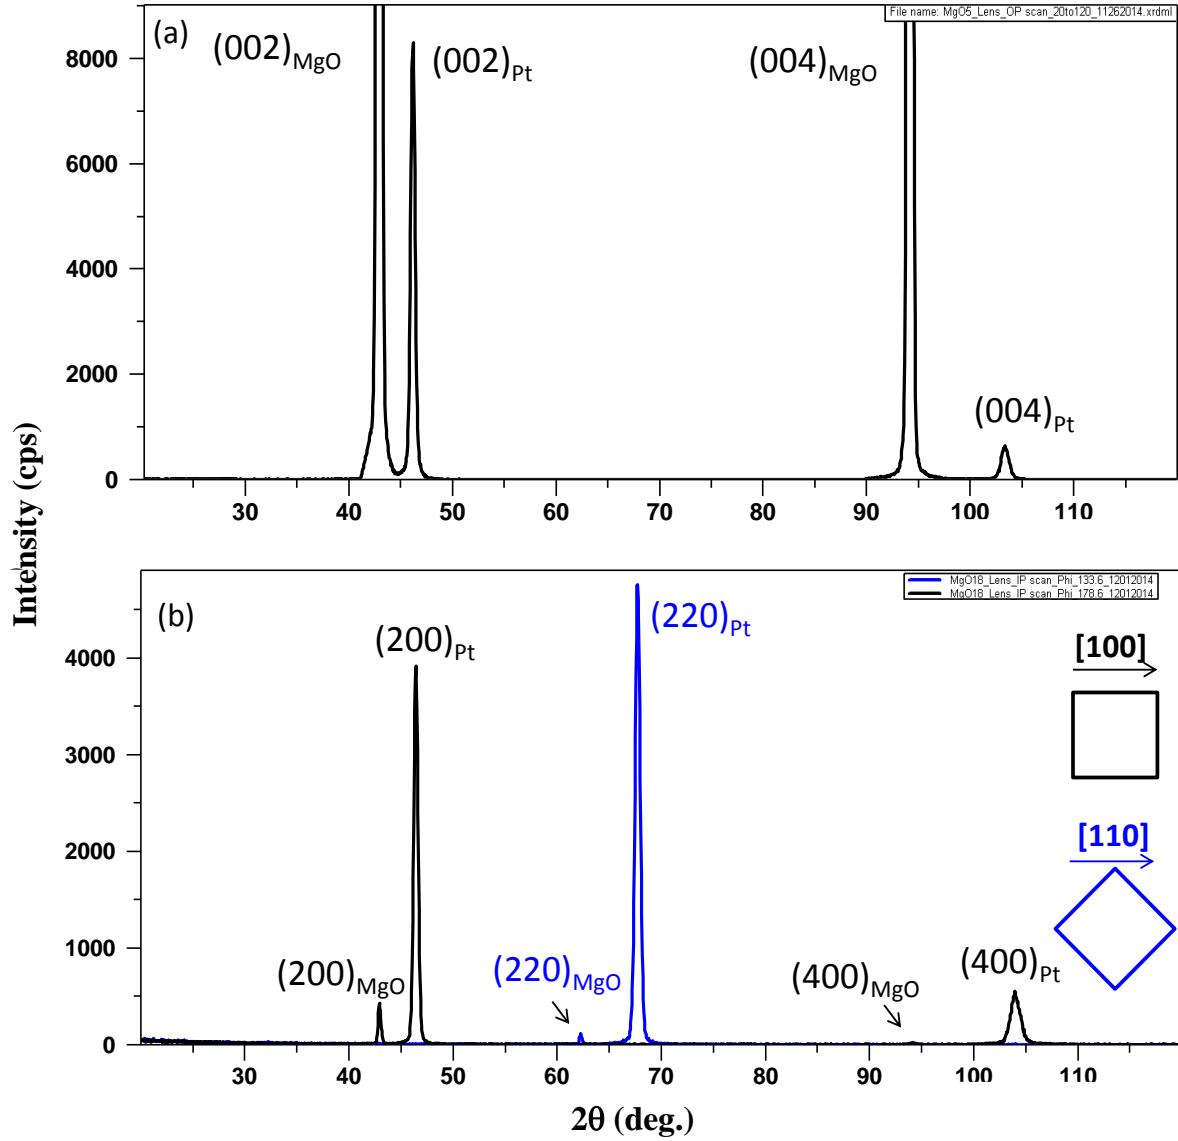 File name: MgO5_Lens_OP scan_20to120_11262014.xrdml
(a)
(002)MgO
(002)Pt
(004)MgO
(004)Pt
8000
6000
4000
2000
0
30 40 50 60 70 80 90 100 110
Intensity (cps)
MgO18_Lens_IP scan_Phi_133.6_12012014
MgO18_Lens_IP scan_Phi_178.6_12012014
(b)
(200)Pt
(220)Pt
[100]
[110]
(200)MgO
(220)MgO
(400)MgO
(400)Pt
4000
3000
2000
1000
0
30 40 50 60 70 80 90 100 110
2θ (deg.)